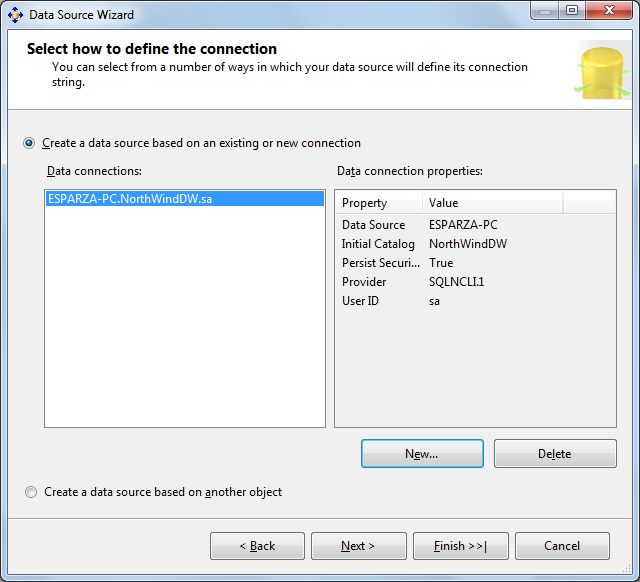 Data Source Wizard
Select how to define the connection
You can select from a number of ways in which your data source will define its connection
string.
Create a data source based on an existing or new connection
Data connections:
Data connection properties:
ESPARZA-PC.NorthWindDW.sa
Property Value
Data Source ESPARZA-PC
Initial Catalog NorthWindDW
Persist Securi... True
Provider SQLNCLI.1
User ID sa
New... Delete
Create a data source based on another object
< Back Next > Finish >>| Cancel